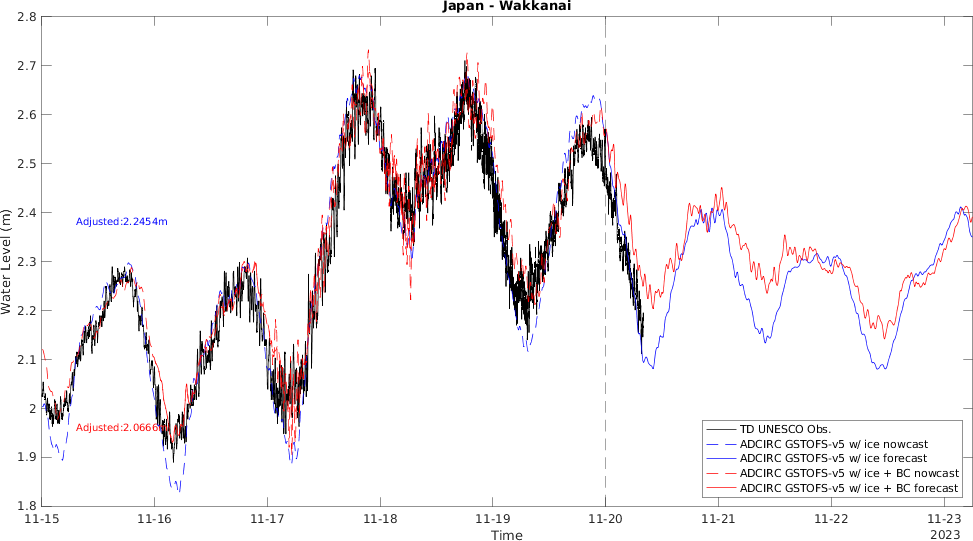 Japan - Wakkanai
Water Level (m)
2.8
2.7
2.6
2.5
2.4
2.3
2.2
2.1
2
1.9
1.8
Adjusted:2.2454m
Adjusted:2.0666
TD UNESCO Obs.
ADCIRC GSTOFS-v5 w/ ice nowcast
ADCIRC GSTOFS-v5 w/ ice forecast
ADCIRC GSTOFS-v5 w/ ice + BC nowcast
ADCIRC GSTOFS-v5 w/ ice + BC forecast
11-15 11-16 11-17 11-18 11-19 11-20 11-21 11-22 11-23
Time
2023